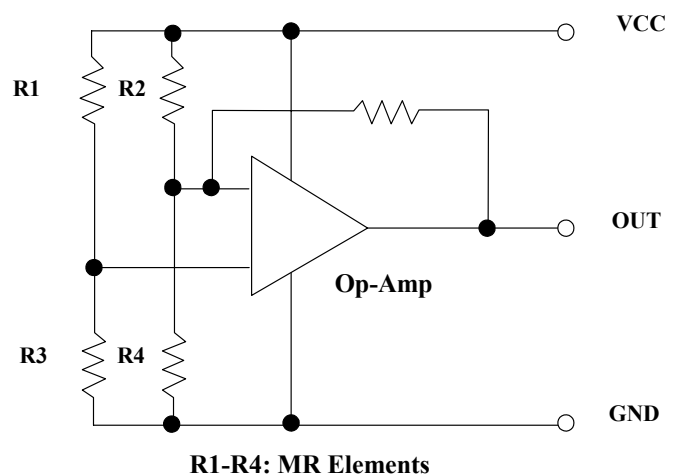 VCC
R1 R2
OUT
Op-Amp
R3 R4
GND
R1-R4: MR Elements